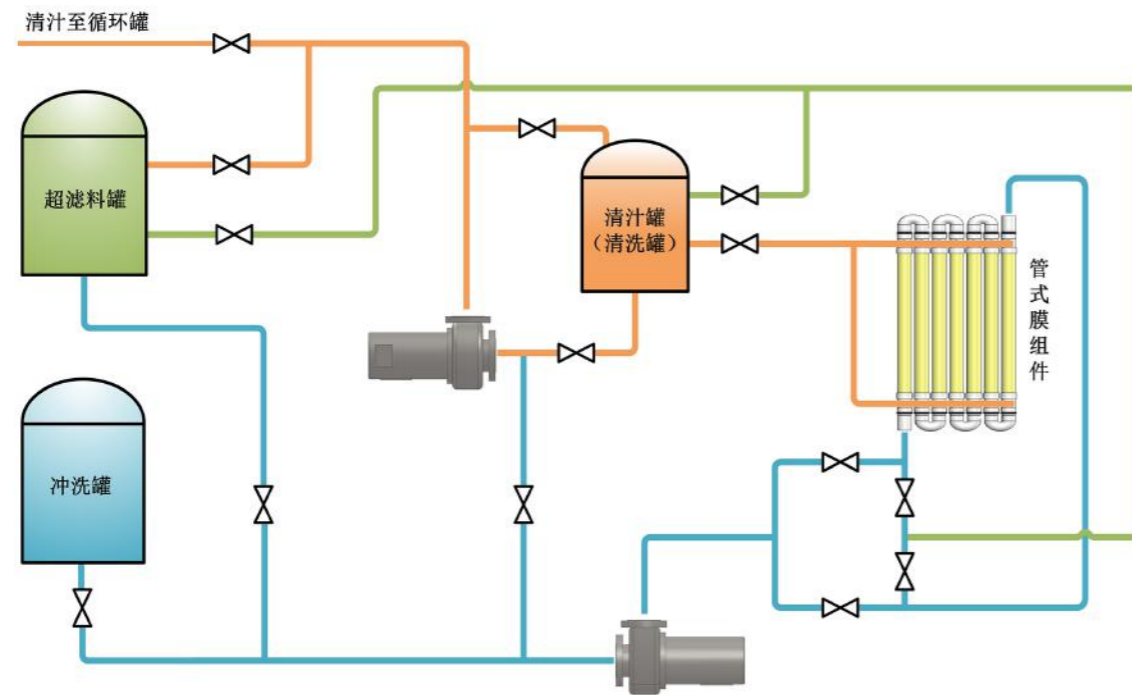 清汁至循环罐
超滤料罐
清汁罐
（清洗罐）
管式膜组件
冲洗罐